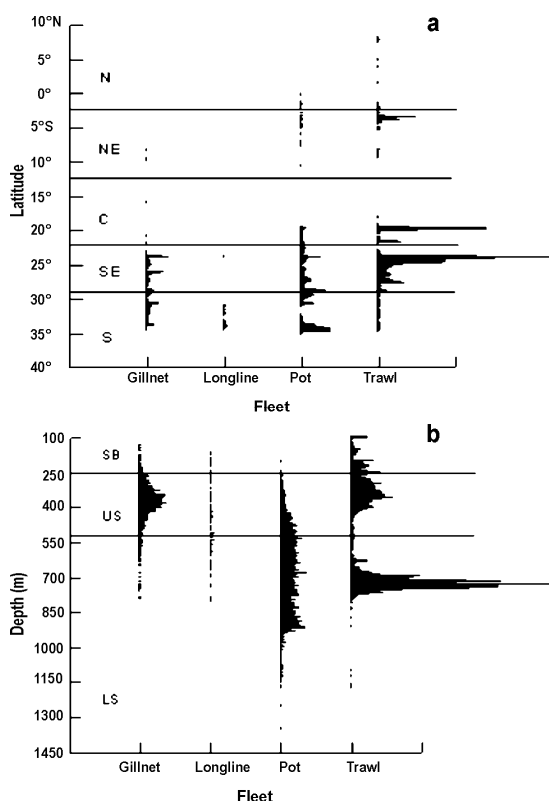 a
10°N
5°
0°
5°S
10°
15°
20°
25°
30°
35°
40°
Latitude
N
NE
C
SE
S
Gillnet Longline Pot Trawl
Fleet
b
100
250
400
550
700
850
1000
1150
1300
1450
Depth (m)
SB
US
LS
Gillnet Longline Pot Trawl
Fleet